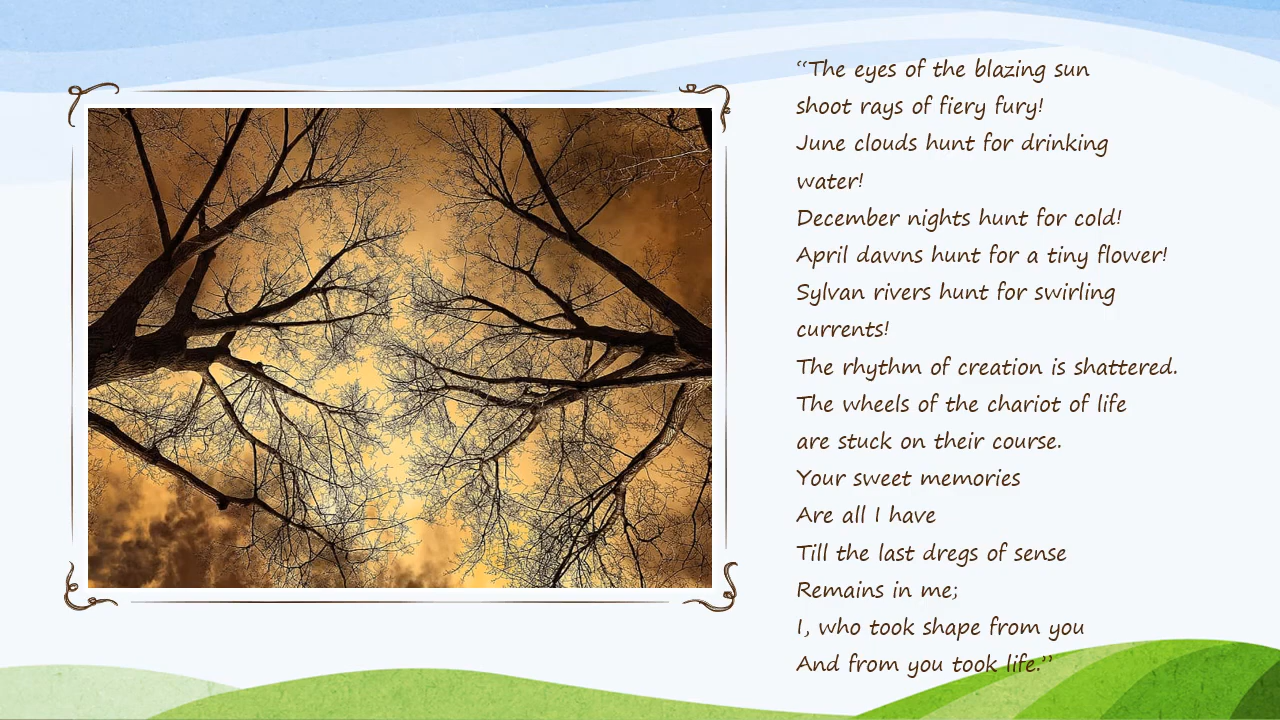 “The eyes of the blazing sun
shoot rays of fiery fury!
June clouds hunt for drinking
water!
December nights hunt for cold!
April dawns hunt for a tiny flower!
Sylvan rivers hunt for swirling
currents!
The rhythm of creation is shattered.
The wheels of the chariot of life
are stuck on their course.
Your sweet memories
Are all I have
Till the last dregs of sense
Remains in me;
I, who took shape from you
And from you took life.”